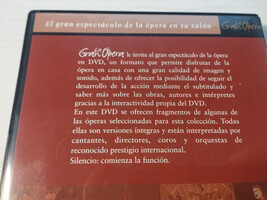 El gran espectáculo de la ópera en su salón
Gran Ópera
Gran Ópera le invita al gran espectáculo de la ópera
en DVD, un formato que permite disfrutar de la
ópera en casa con una gran calidad de imagen y
sonido, además de ofrecer la posibilidad de seguir el
desarrollo de la acción mediante el subtitulado y
saber más sobre las obras, autores e intérpretes
gracias a la interactividad propia del DVD.
En este DVD se ofrecen fragmentos de algunas de
las óperas seleccionadas para esta colección. Todas
ellas son versiones íntegras y están interpretadas por
cantantes, directores, coros y orquestas de
reconocido prestigio internacional.
Silencio: comienza la función.